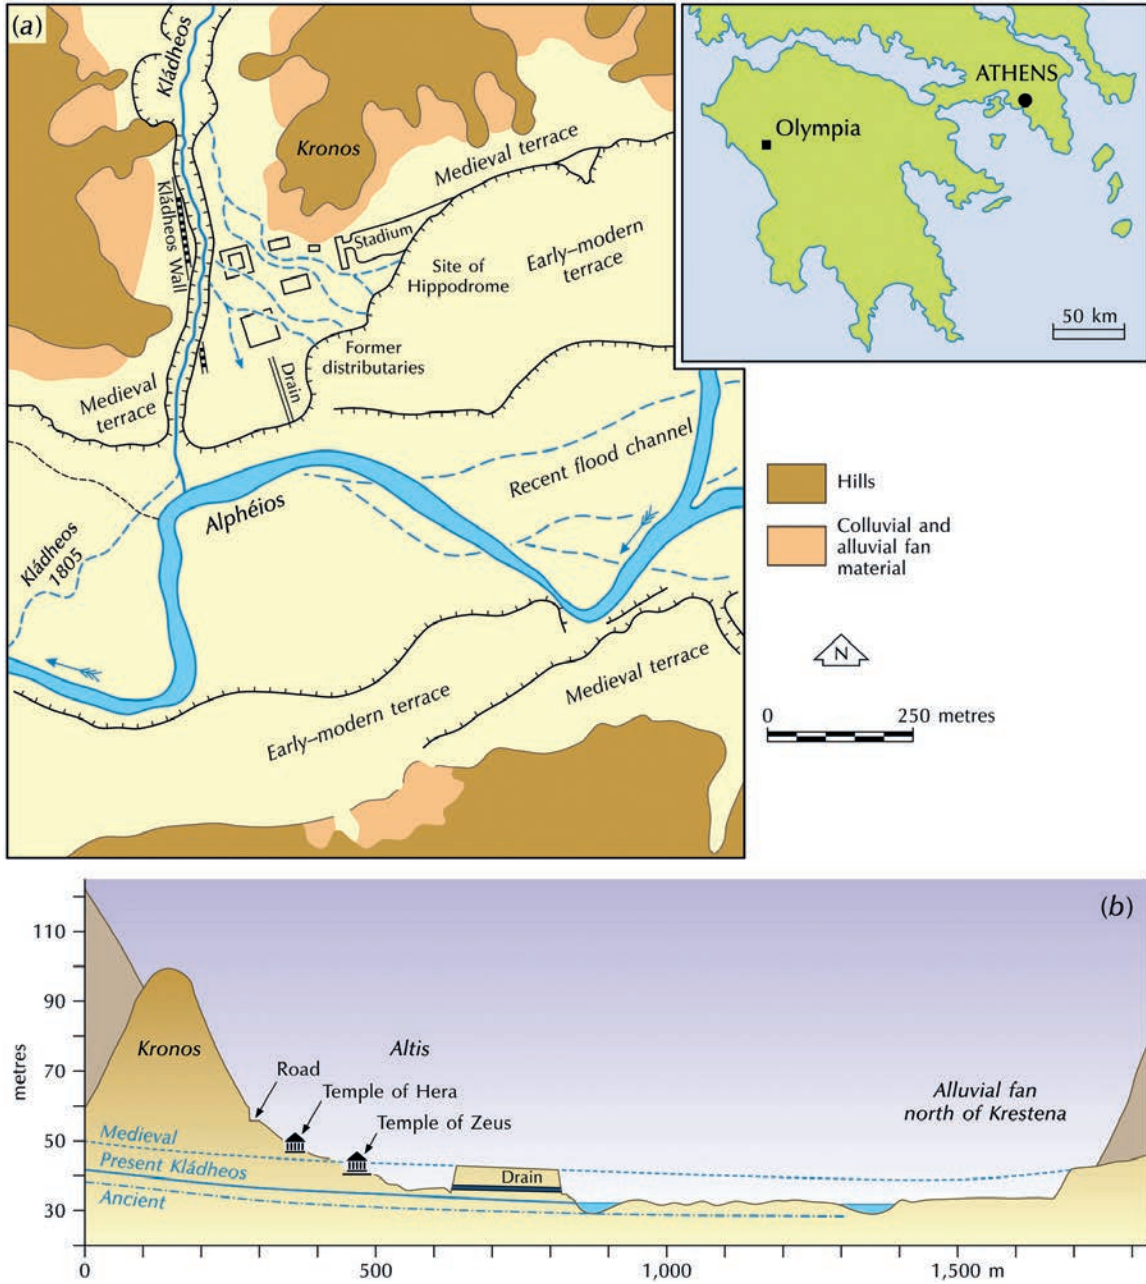 (a)
Kládheos
Kronos
Medieval terrace
Kládheos Wall
Stadium
Site of
Hippodrome
Early–modern
terrace
Former
distributaries
Drain
Medieval
terrace
Recent flood channel
Alphéios
Kládheos
1805
Early–modern terrace
Medieval terrace
ATHENS
Olympia
50 km
Hills
Colluvial and
alluvial fan
material
N
0 250 metres
(b)
metres
110
90
70
50
30
Kronos
Altis
Road
Temple of Hera
Temple of Zeus
Alluvial fan
north of Krestena
Medieval
Present Kládheos
Ancient
Drain
0 500 1,000 1,500 m